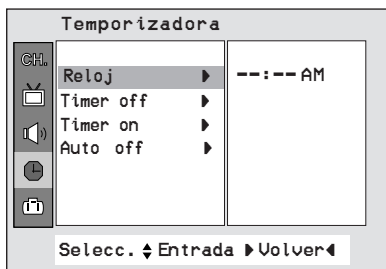 Temporizadora
CH.
Reloj --:-- AM
Timer off
Timer on
Auto off
Selecc. Entrada Volver